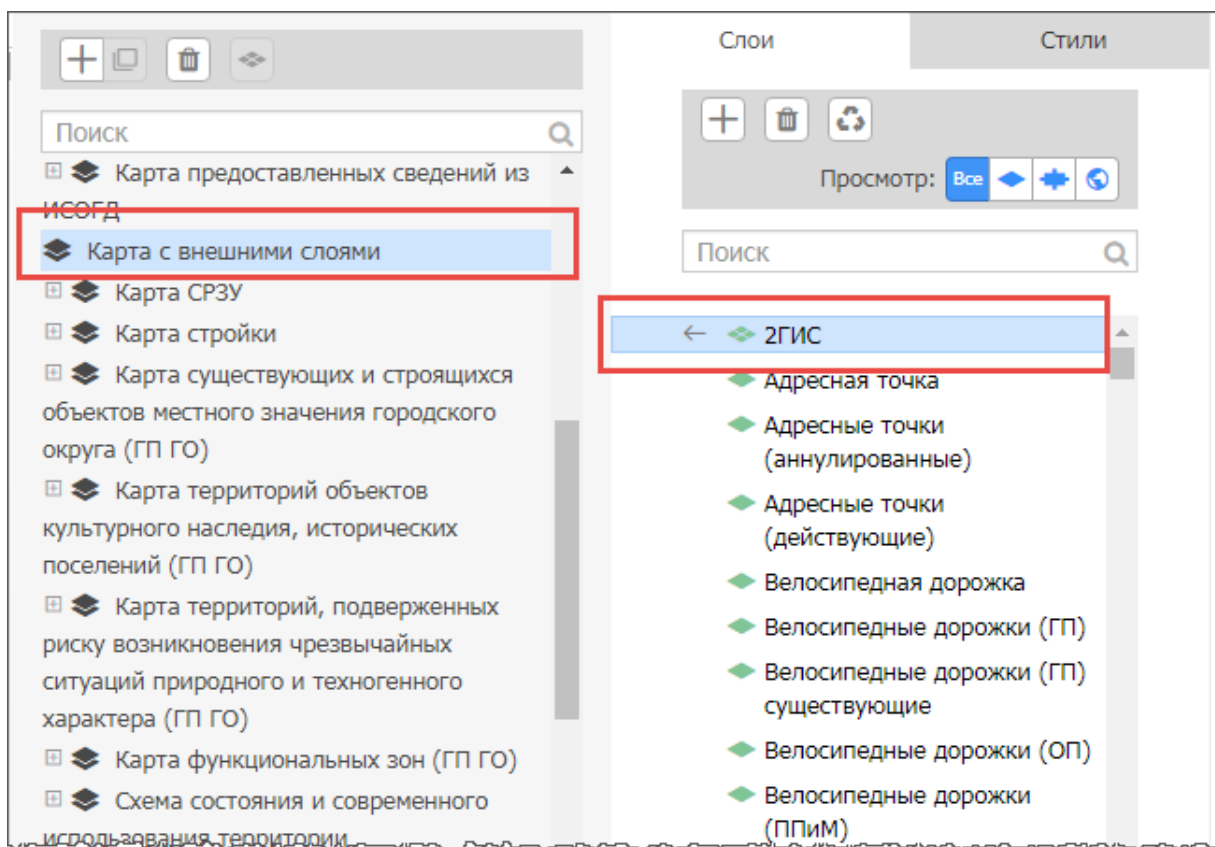 Поиск
Карта предоставленных сведений из
ИСОГД
Карта с внешними слоями
Карта СРЗУ
Карта стройки
Карта существующих и строящихся
объектов местного значения городского
округа (ГП ГО)
Карта территорий объектов
культурного наследия, исторических
поселений (ГП ГО)
Карта территорий, подверженных
риску возникновения чрезвычайных
ситуаций природного и техногенного
характера (ГП ГО)
Карта функциональных зон (ГП ГО)
Схема состояния и современного
использования территории
Слои
Стили
Просмотр: Все
Поиск
2ГИС
Адресная точка
Адресные точки
(аннулированные)
Адресные точки
(действующие)
Велосипедная дорожка
Велосипедные дорожки (ГП)
Велосипедные дорожки (ГП)
существующие
Велосипедные дорожки (ОП)
Велосипедные дорожки
(ППиМ)